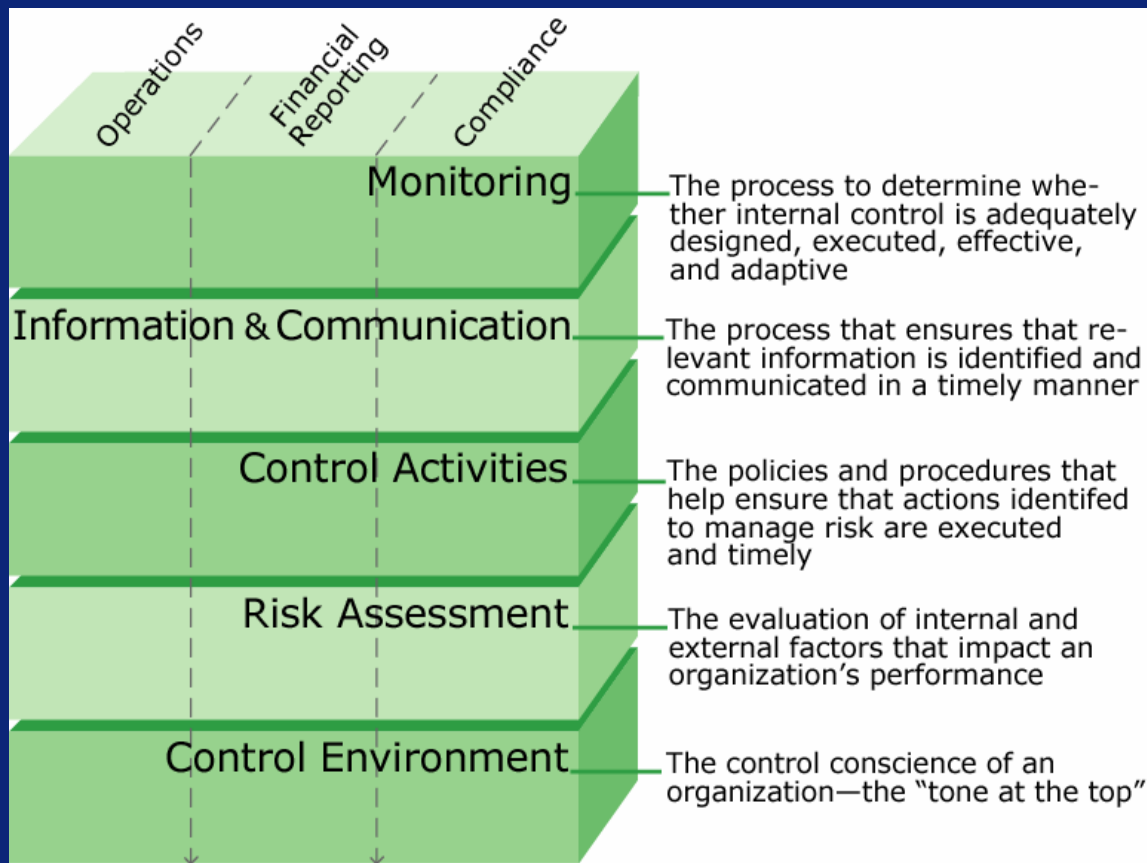 Operations
Financial
Reporting
Compliance
Monitoring
The process to determine whe-
ther internal control is adequately
designed, executed, effective,
and adaptive
Information & Communication
The process that ensures that re-
levant information is identified and
communicated in a timely manner
Control Activities
The policies and procedures that
help ensure that actions identifed
to manage risk are executed
and timely
Risk Assessment
The evaluation of internal and
external factors that impact an
organization’s performance
Control Environment
The control conscience of an
organization—the “tone at the top”